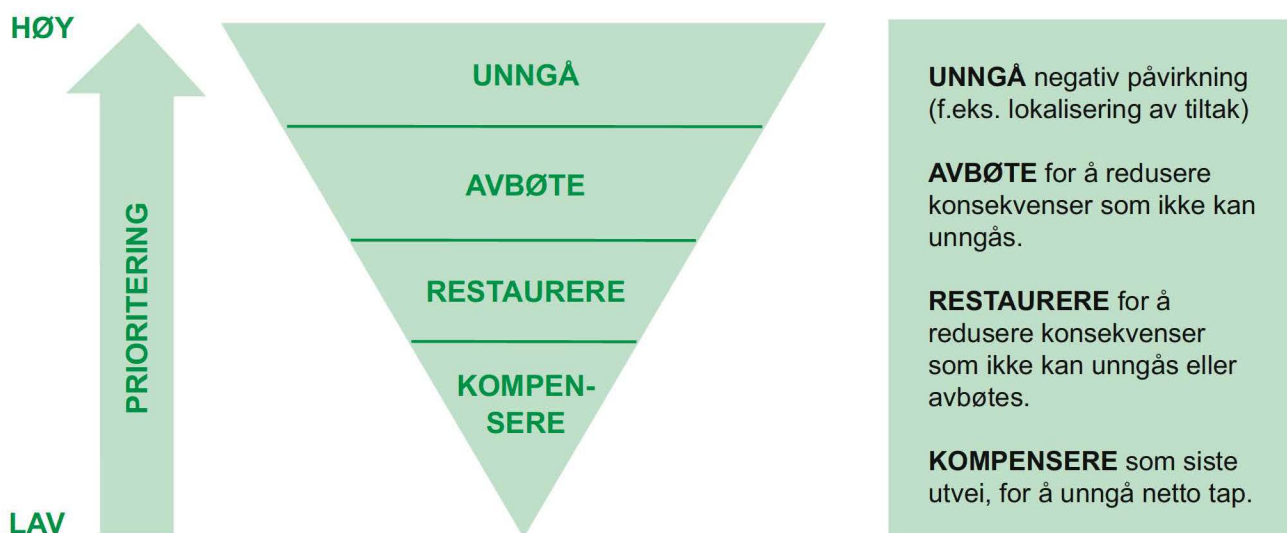 HØY
PRIORITERING
LAV
UNNGÅ
AVBØTE
RESTAURERE
KOMPEN-
SERE
UNNGÅ negativ påvirkning
(f.eks. lokalisering av tiltak)
AVBØTE for å redusere
konsekvenser som ikke kan
unngås.
RESTAURERE for å
redusere konsekvenser
som ikke kan unngås eller
avbøtes.
KOMPENSERE som siste
utvei, for å unngå netto tap.